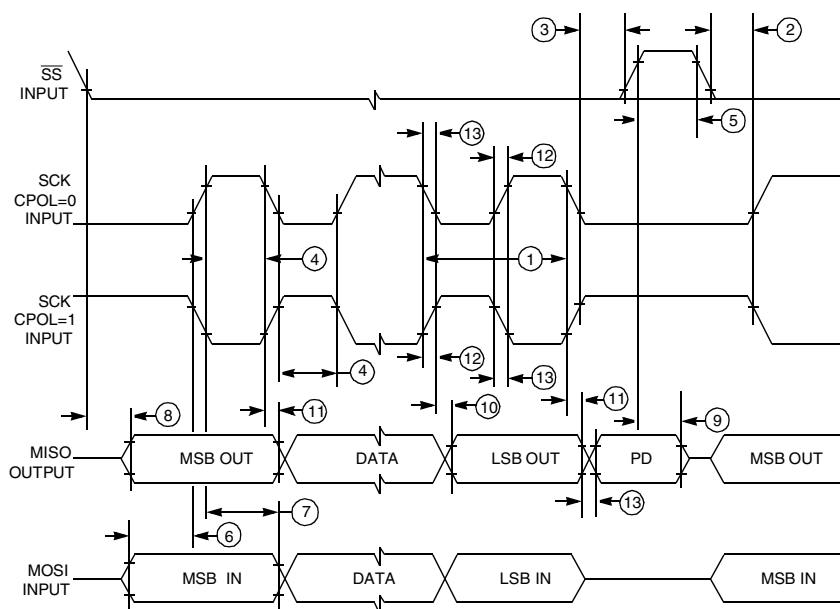 3
2
SS
INPUT
5
13
12
SCK
CPOL=0
INPUT
4
1
SCK
CPOL=1
INPUT
12
4
13
8
11
10
11
9
MISO
OUTPUT
MSB OUT
DATA
LSB OUT
PD
MSB OUT
13
7
6
MOSI
INPUT
MSB IN
DATA
LSB IN
MSB IN